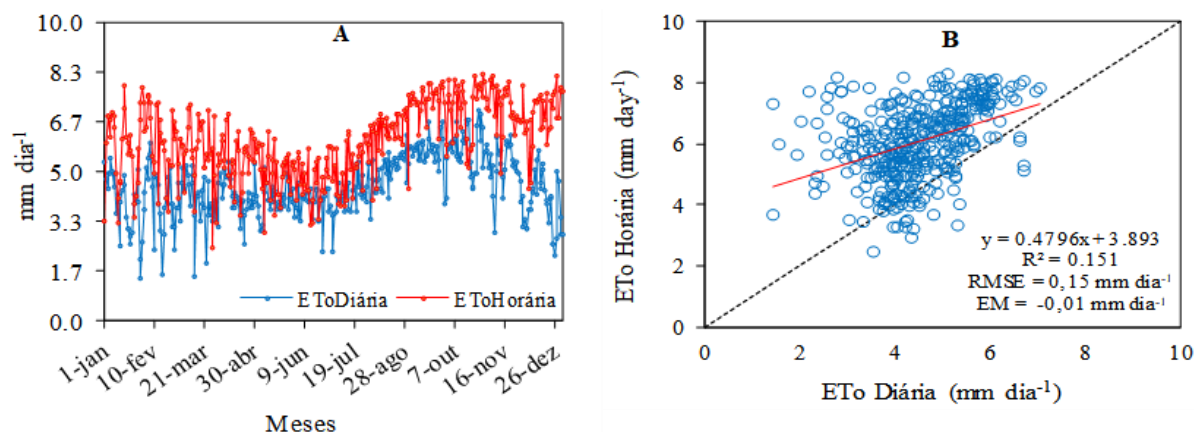 A
10.0
8.3
6.7
5.0
3.3
1.7
0.0
mm dia⁻¹
EToDiária EToHorária
1-jan 10-fev 21-mar 30-abr 9-jun 19-jul 28-ago 7-out 16-nov 26-dez
Meses
B
10
8
6
4
2
0
ETo Horária (mm day⁻¹)
y = 0.4796x + 3.893
R² = 0.151
RMSE = 0,15 mm dia⁻¹
EM = -0,01 mm dia⁻¹
0 2 4 6 8 10
ETo Diária (mm dia⁻¹)